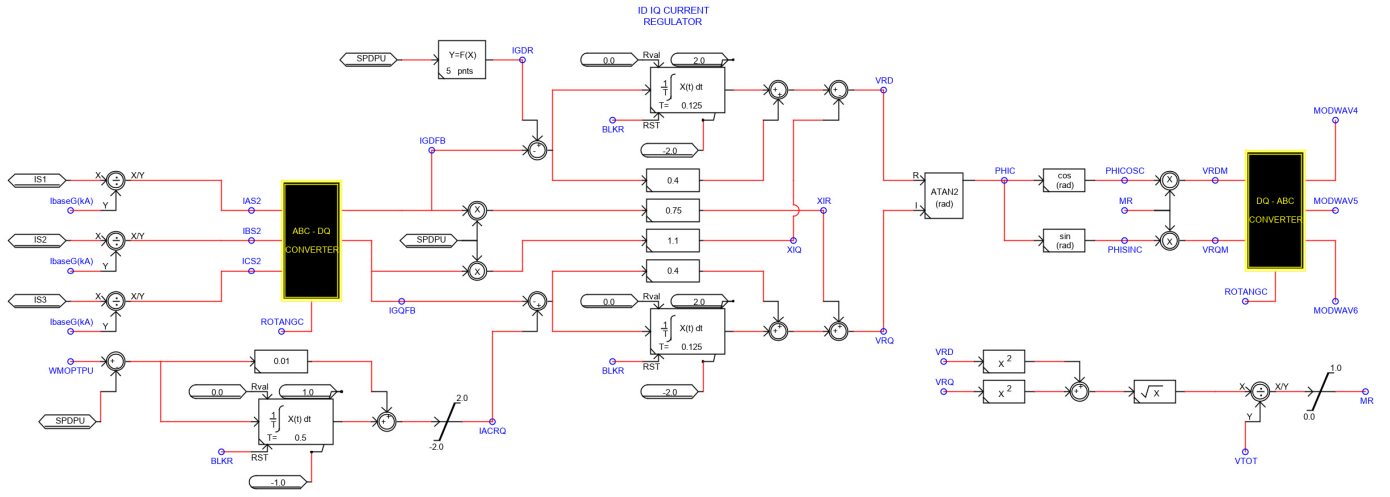 ID IQ CURRENT
REGULATOR
SPDPU
Y=F(X)
5 pnts
IGDR
0.0
Rval
2.0
1/T ∫ X(t) dt
T= 0.125
BLKR
RST
-2.0
+
+
+
-
VRD
IGDFB
-
+
0.4
0.75
XIR
1.1
XIQ
0.4
IS1
X
÷
X/Y
IbaseG(kA)
Y
IAS2
IS2
X
÷
X/Y
IbaseG(kA)
Y
IBS2
IS3
X
÷
X/Y
IbaseG(kA)
Y
ICS2
ABC - DQ
CONVERTER
ROTANGC
X
SPDPU
X
IGQFB
-
+
0.0
Rval
2.0
1/T ∫ X(t) dt
T= 0.125
BLKR
RST
-2.0
+
+
+
+
VRQ
R
I
ATAN2
(rad)
PHIC
cos
(rad)
PHICOSC
X
VRDM
MR
sin
(rad)
PHISINC
X
VRQM
DQ - ABC
CONVERTER
ROTANGC
MODWAV4
MODWAV5
MODWAV6
WMOPTPU
+
-
SPDPU
0.01
0.0
Rval
1.0
1/T ∫ X(t) dt
T= 0.5
BLKR
RST
-1.0
+
+
2.0
-2.0
IACRQ
VRD
X 2
VRQ
X 2
+
+
√X
X
÷
X/Y
Y
VTOT
1.0
0.0
MR